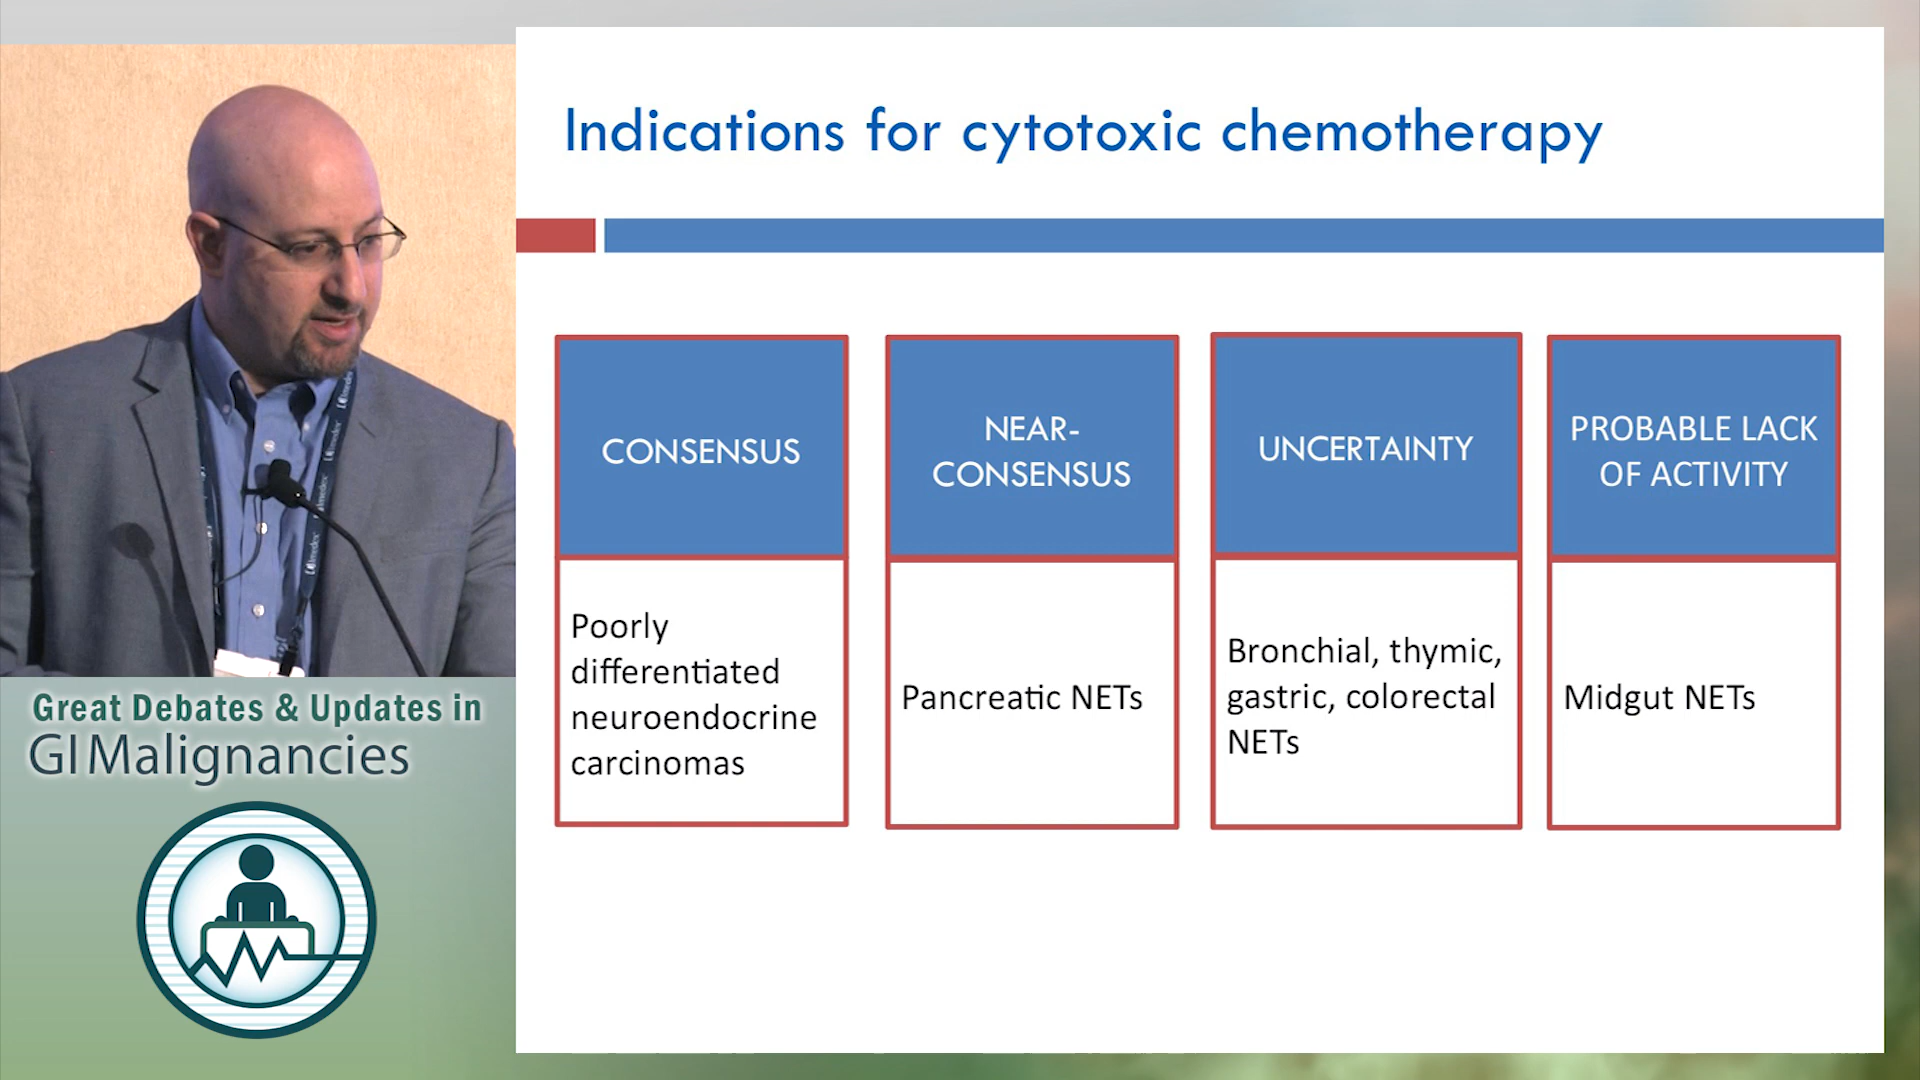 Indications for cytotoxic chemotherapy
CONSENSUS
Poorly
differentiated
neuroendocrine
carcinomas
NEAR-
CONSENSUS
Pancreatic NETs
UNCERTAINTY
Bronchial, thymic,
gastric, colorectal
NETs
PROBABLE LACK
OF ACTIVITY
Midgut NETs
Great Debates & Updates in
GI Malignancies